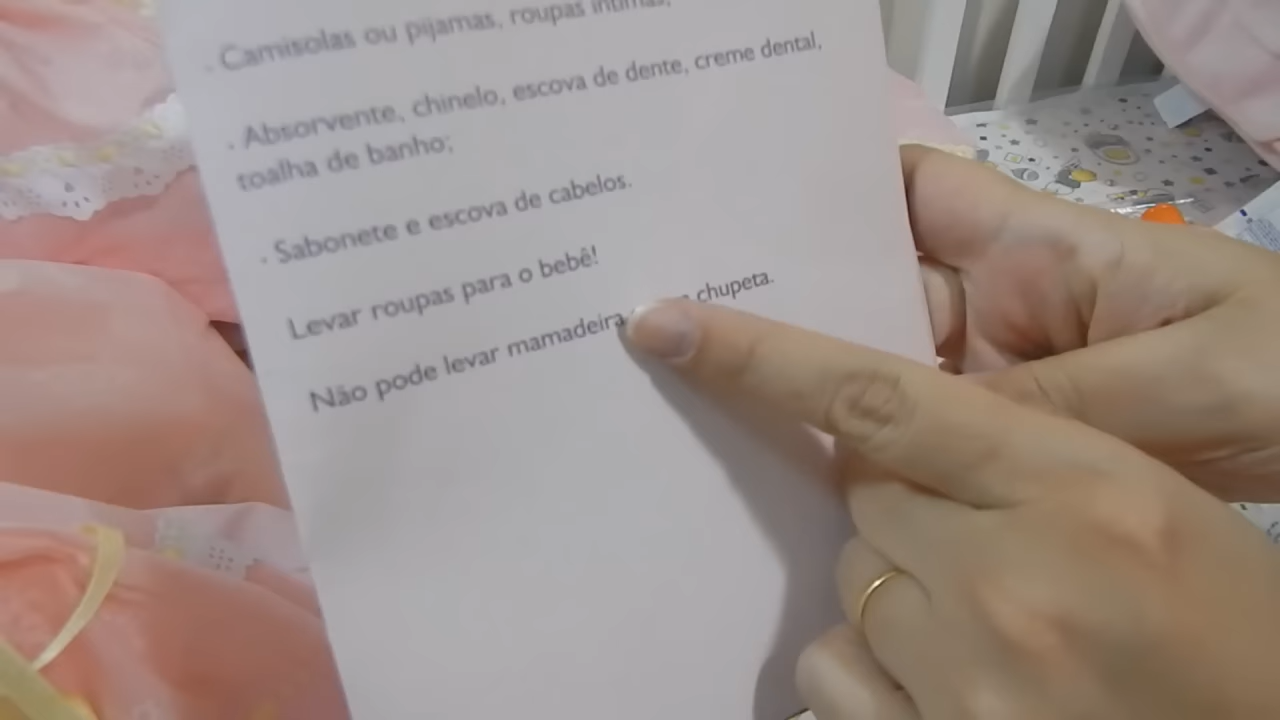 . Camisolas ou pijamas, roupas íntimas,
. Absorvente, chinelo, escova de dente, creme dental,
toalha de banho;
. Sabonete e escova de cabelos.
Levar roupas para o bebê!
Não pode levar mamadeira chupeta.